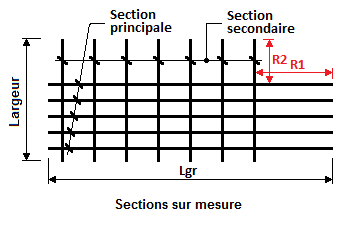 Section
principale
Section
secondaire
R2
R1
Largeur
Lgr
Sections sur mesure